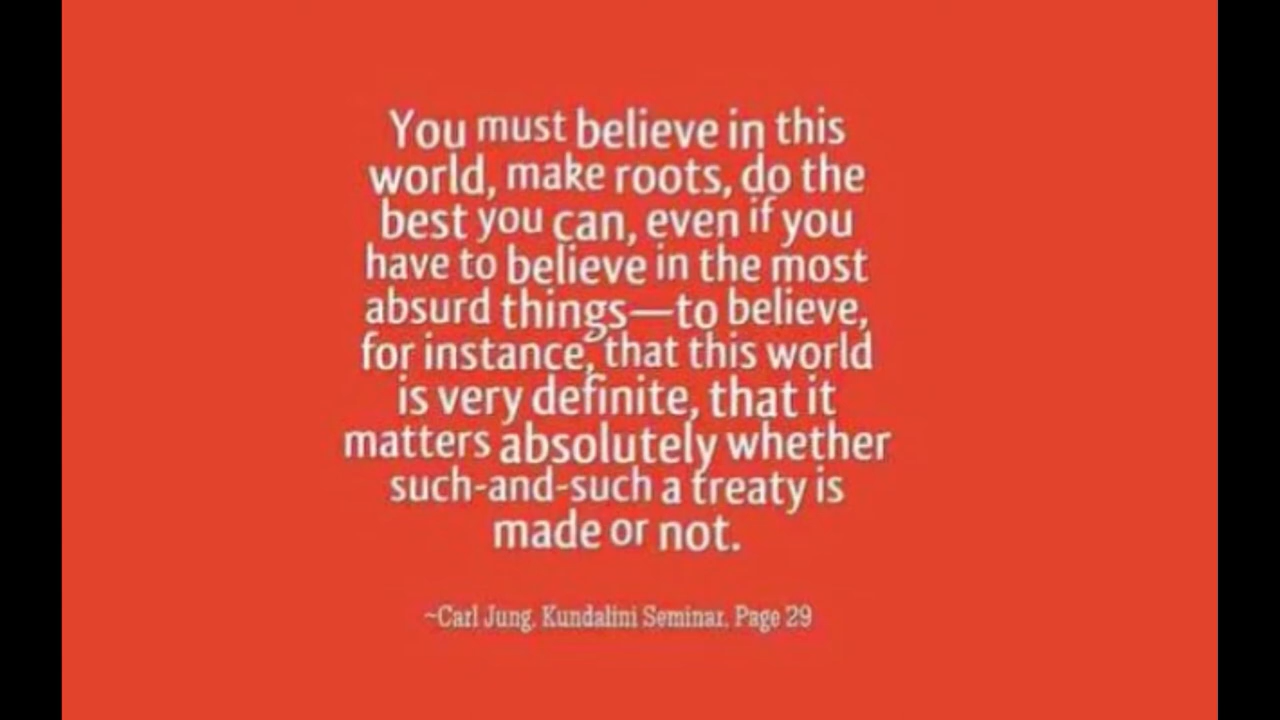 You must believe in this
world, make roots, do the
best you can, even if you
have to believe in the most
absurd things—to believe,
for instance, that this world
is very definite, that it
matters absolutely whether
such-and-such a treaty is
made or not.
~Carl Jung, Kundalini Seminar, Page 29